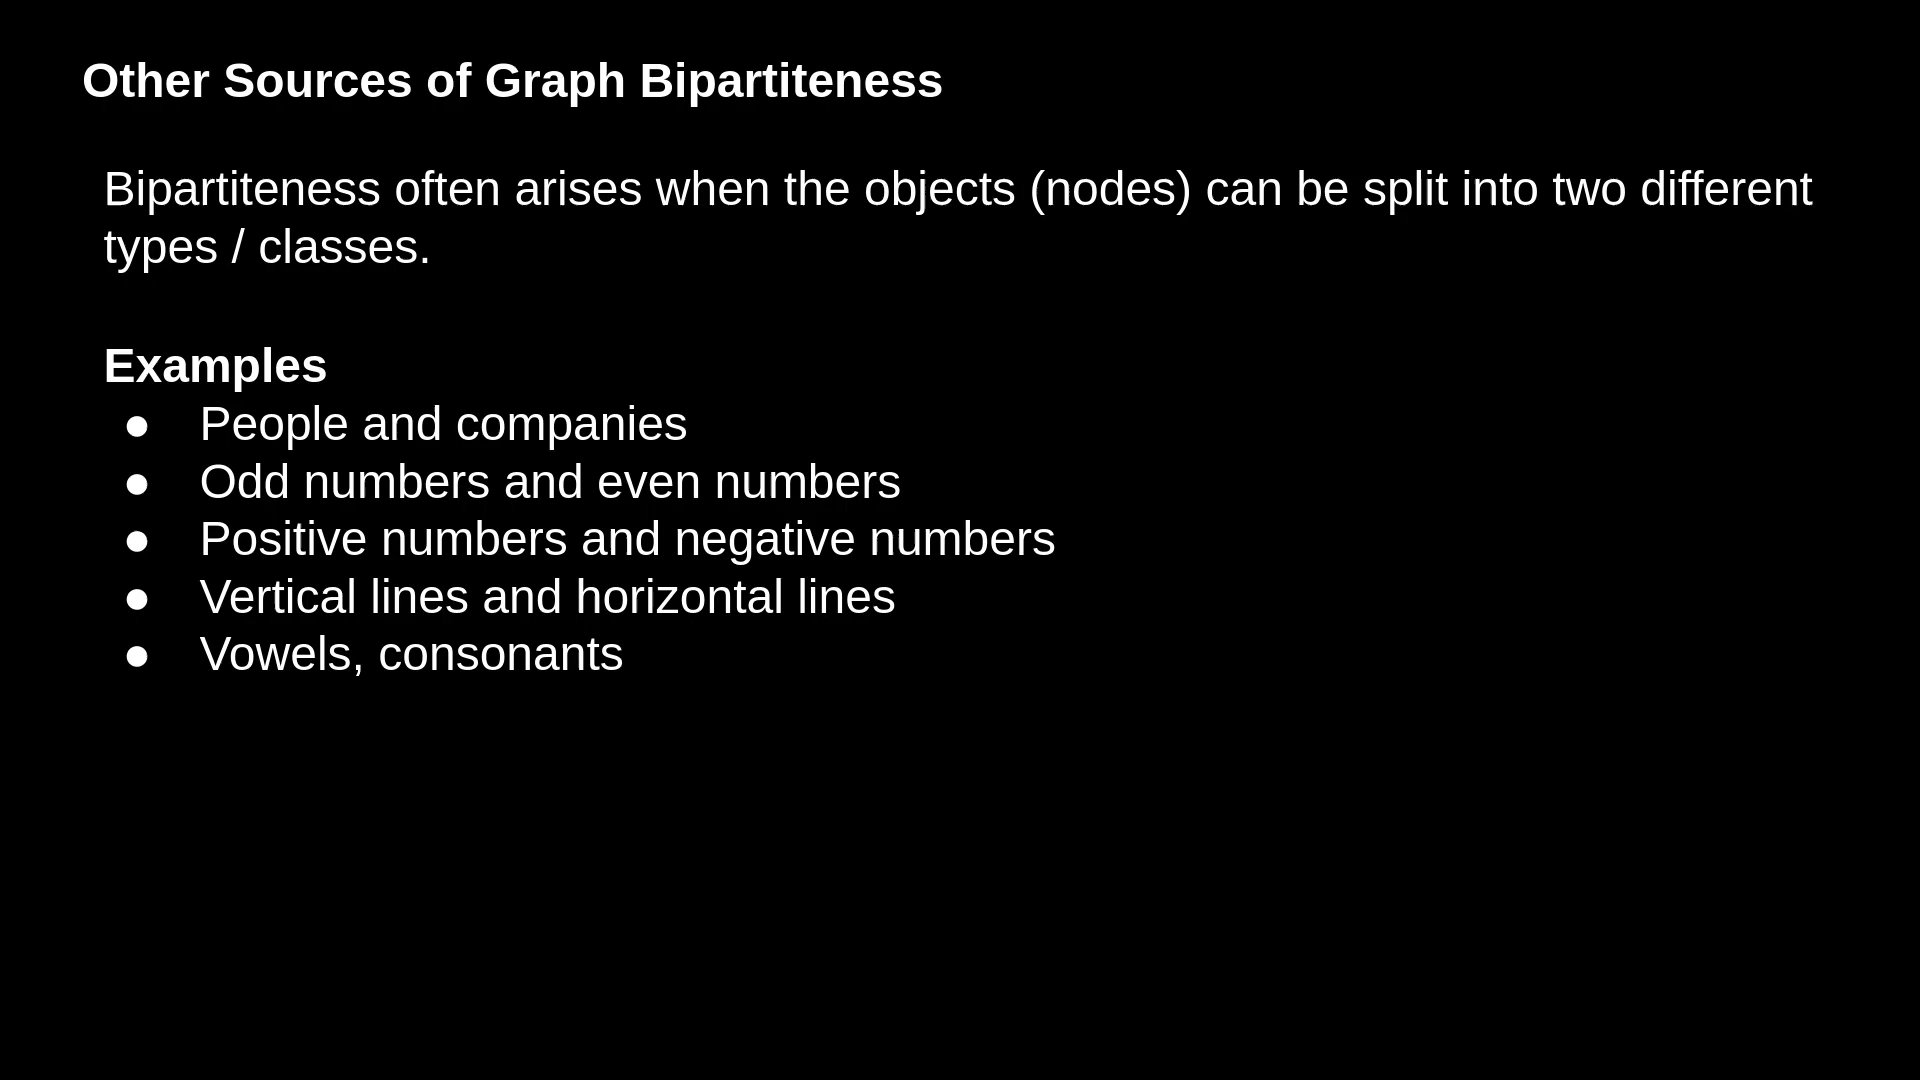 Other Sources of Graph Bipartiteness
Bipartiteness often arises when the objects (nodes) can be split into two different
types / classes.
Examples
● People and companies
● Odd numbers and even numbers
● Positive numbers and negative numbers
● Vertical lines and horizontal lines
● Vowels, consonants